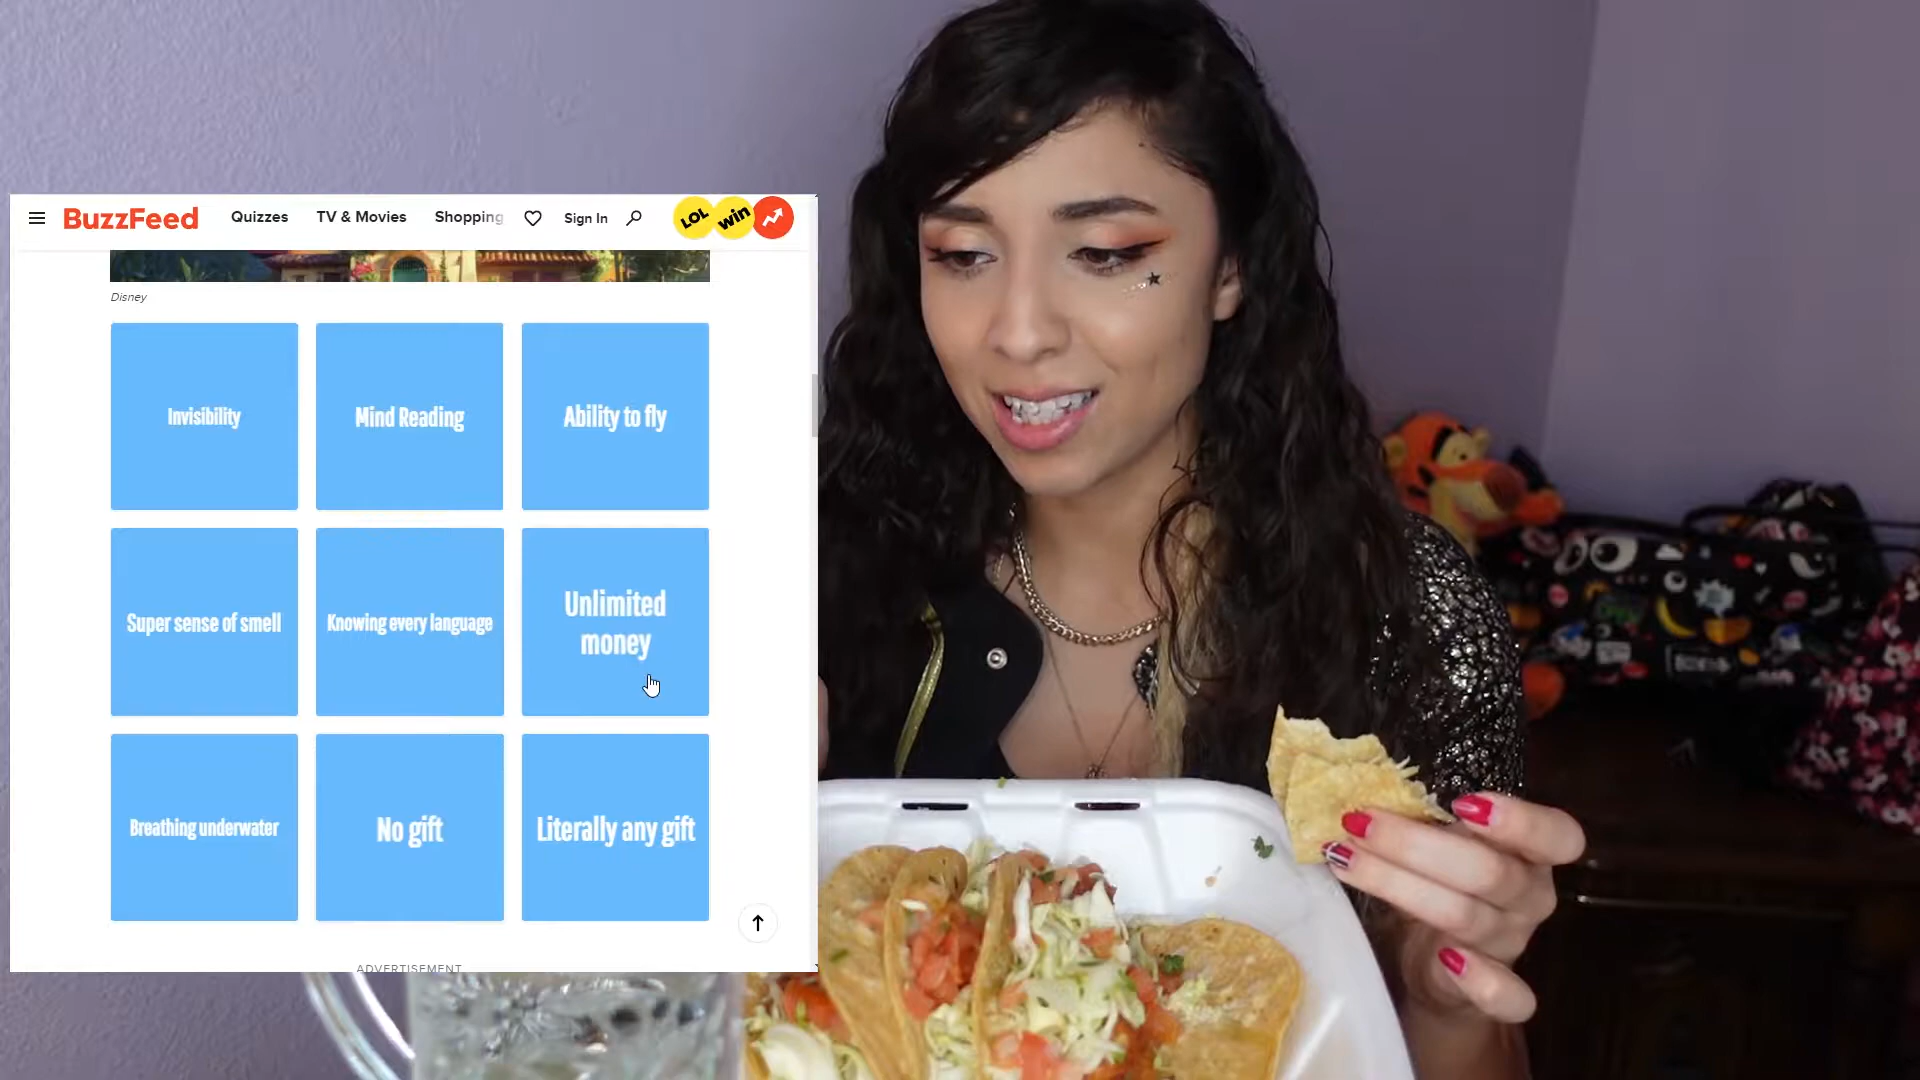 BuzzFeed
Quizzes
TV & Movies
Shopping
Sign In
LOL
win
Disney
Invisibility
Mind Reading
Ability to fly
Super sense of smell
Knowing every language
Unlimited
money
Breathing underwater
No gift
Literally any gift
ADVERTISEMENT